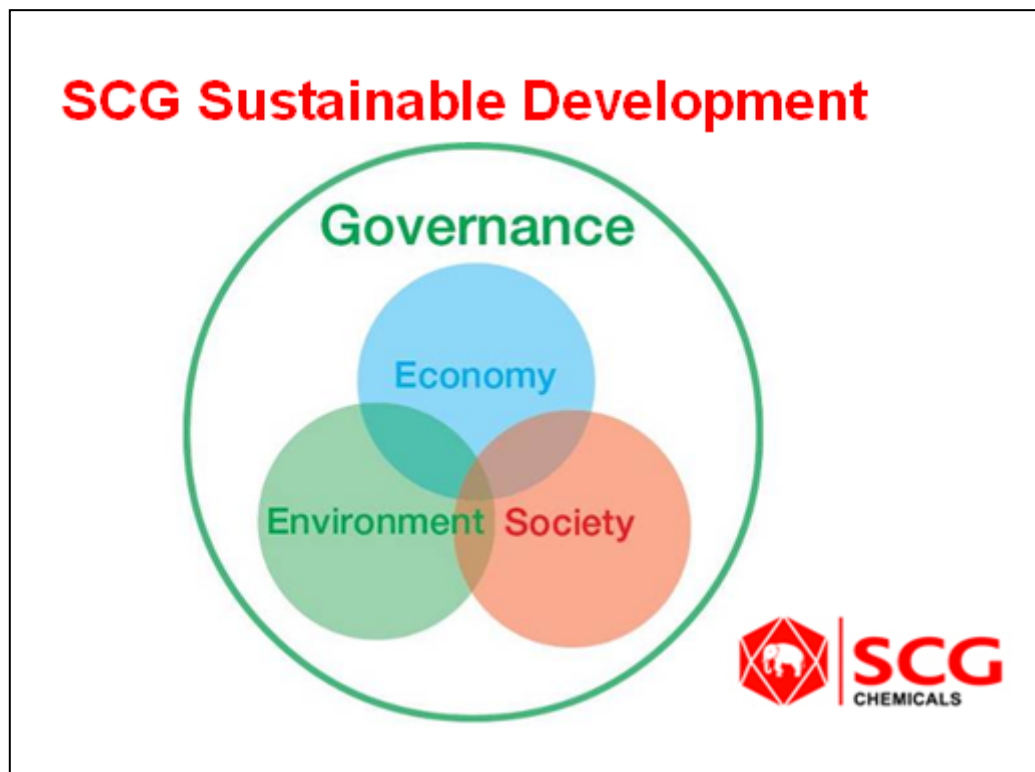 SCG Sustainable Development
Governance
Economy
Environment
Society
SCG
CHEMICALS